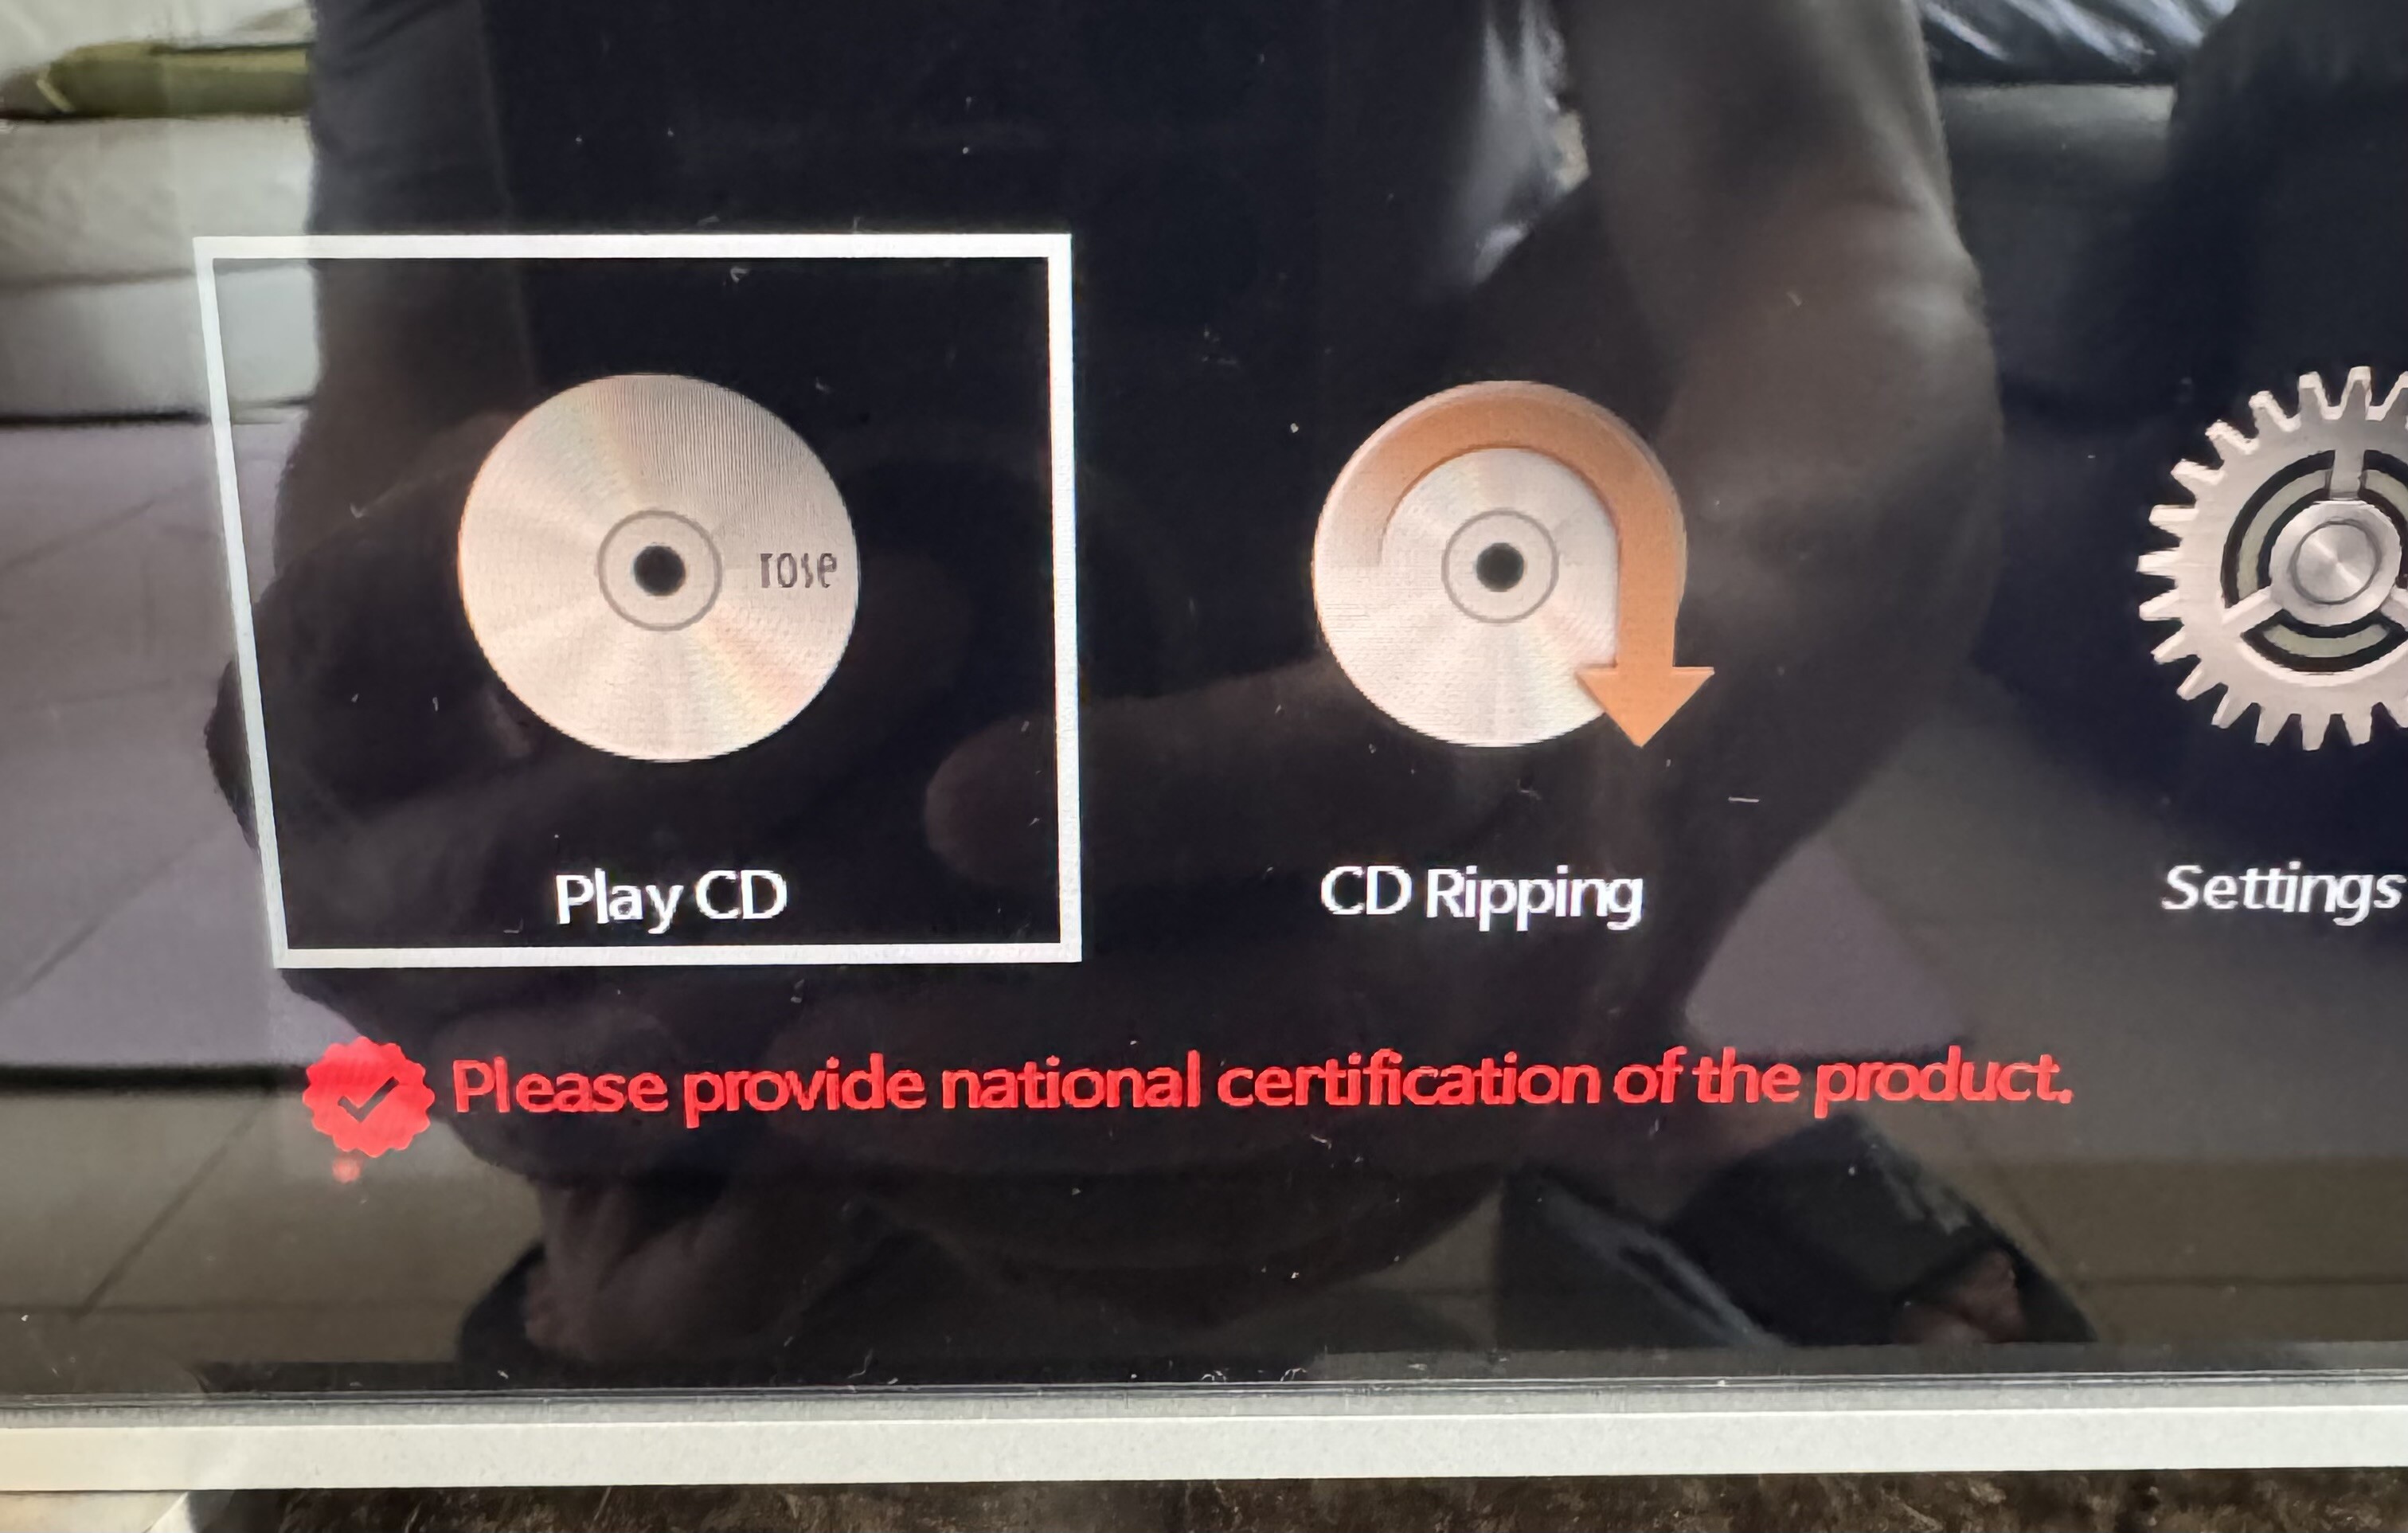 rose
Play CD
CD Ripping
Settings
Please provide national certification of the product.